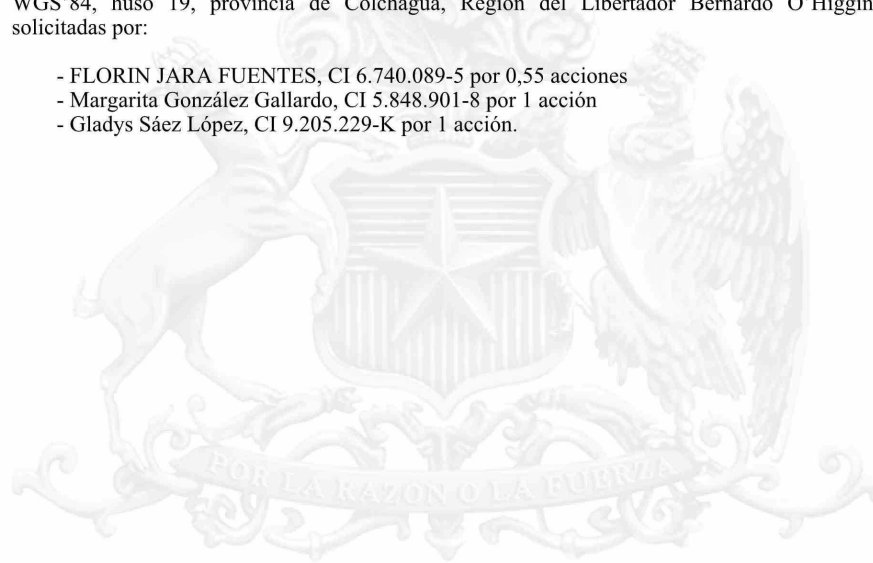 WGS 84, huso 19, provincia de Colchagua, Región del Libertador Bernardo O'Higgin
solicitadas por:
- FLORIN JARA FUENTES, CI 6.740.089-5 por 0,55 acciones
- Margarita González Gallardo, CI 5.848.901-8 por 1 acción
- Gladys Sáez López, CI 9.205.229-K por 1 acción.
POR LA RAZÓN O LA FUERZA